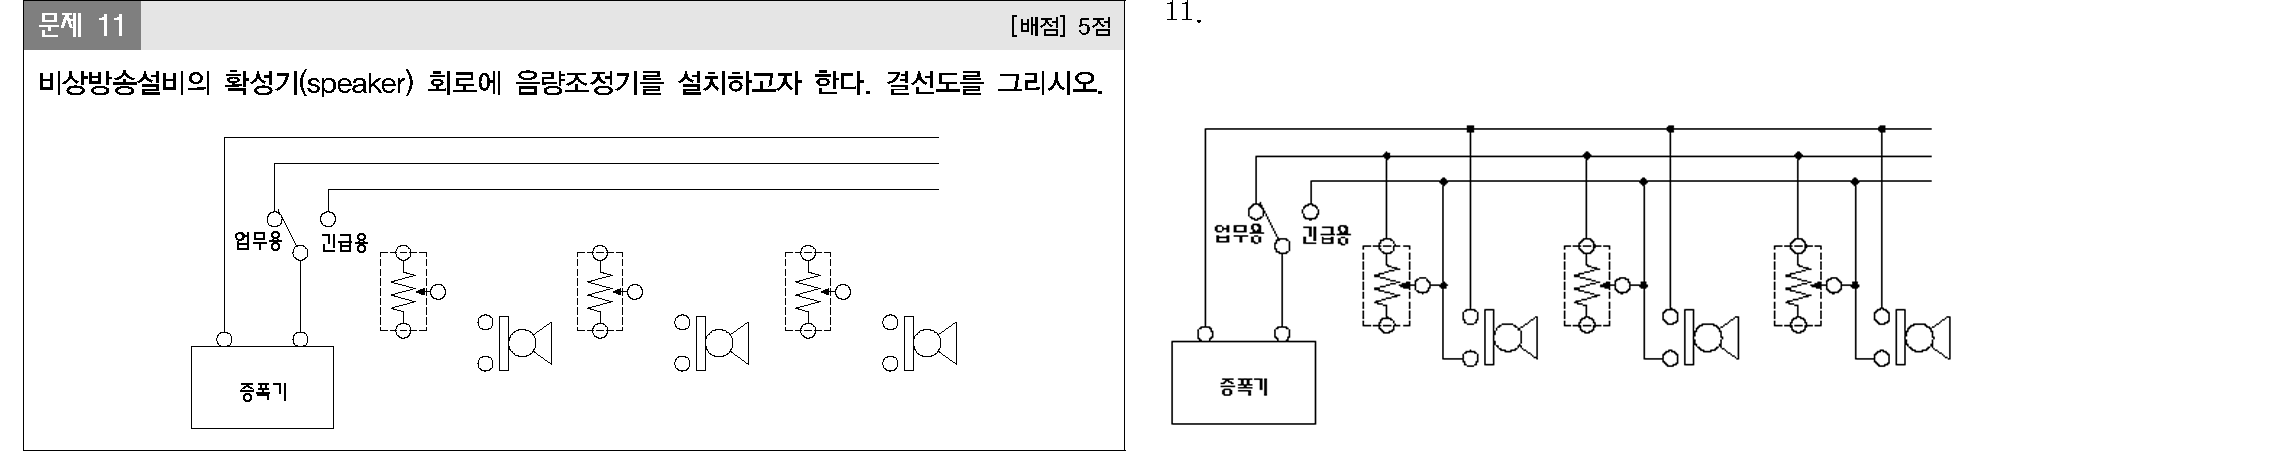 문제 11
[배점] 5점
비상방송설비의 확성기(speaker) 회로에 음량조정기를 설치하고자 한다. 결선도를 그리시오.
업무용
긴급용
증폭기
11.
업무용
긴급용
증폭기